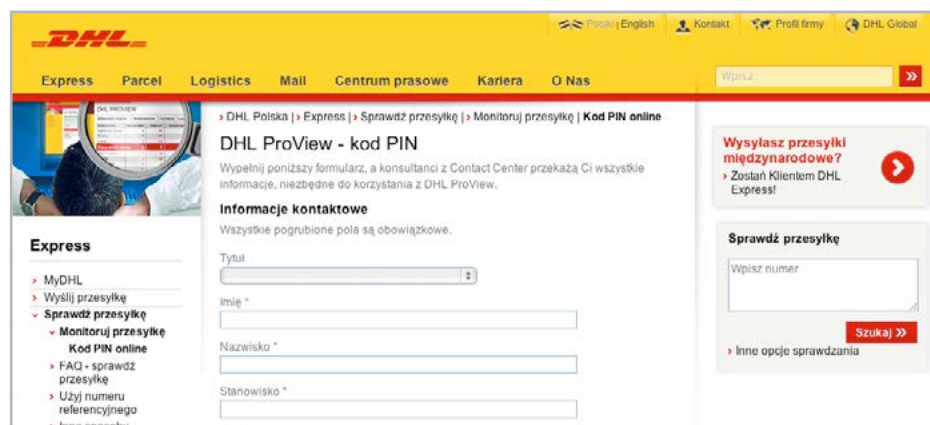 Polski | English Kontakt Profil firmy DHL Global
DHL
Express Parcel Logistics Mail Centrum prasowe Kariera O Nas
Wpisz:
DHL PROVIEW
› DHL Polska | › Express | › Sprawdź przesyłkę | › Monitoruj przesyłkę | Kod PIN online
DHL ProView - kod PIN
Wypełnij poniższy formularz, a konsultanci z Contact Center przekażą Ci wszystkie
informacje, niezbędne do korzystania z DHL ProView.
Informacje kontaktowe
Wszystkie pogrubione pola są obowiązkowe.
Tytuł
Imię *
Nazwisko *
Stanowisko *
Express
› MyDHL
› Wyślij przesyłkę
Sprawdź przesyłkę
Monitoruj przesyłkę
Kod PIN online
› FAQ - sprawdź
przesyłkę
› Użyj numeru
referencyjnego
Wysyłasz przesyłki
międzynarodowe?
› Zostań Klientem DHL
Express!
Sprawdź przesyłkę
Wpisz numer
Szukaj »
› Inne opcje sprawdzania